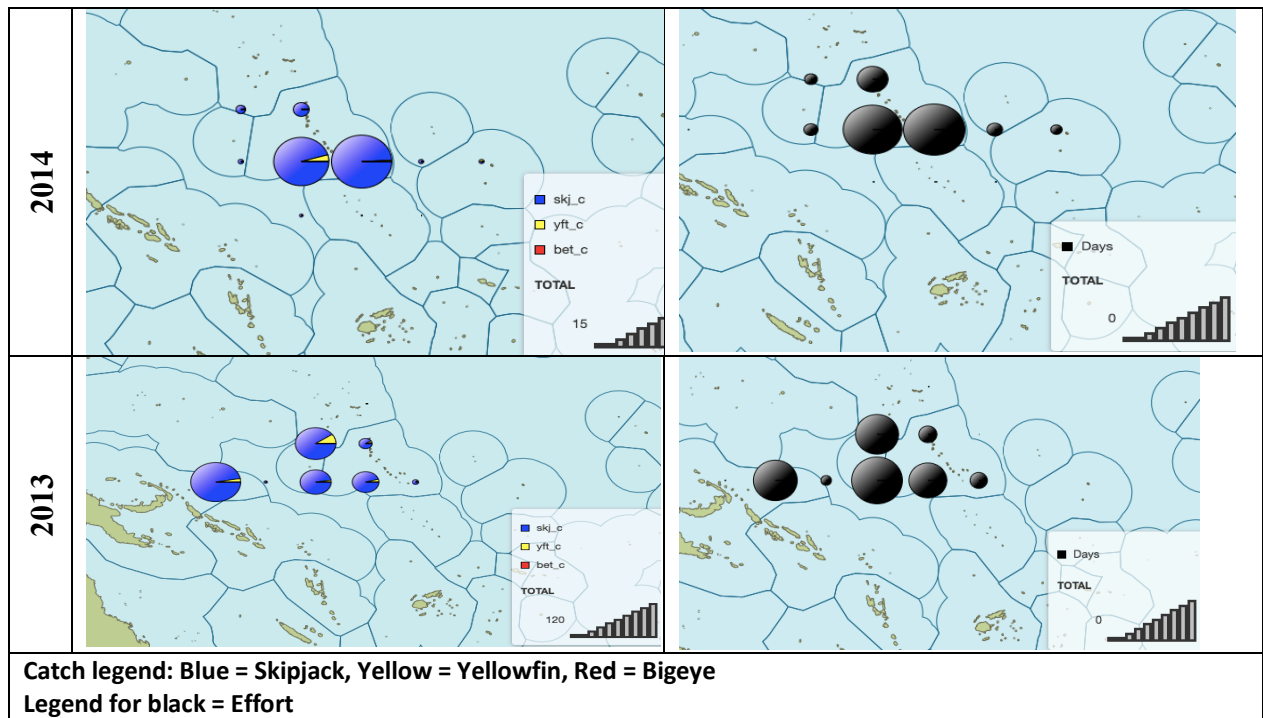 2014
skj_c
yft_c
bet_c
TOTAL
15
Days
TOTAL
0
2013
skj_c
yft_c
bet_c
TOTAL
120
Days
TOTAL
0
Catch legend: Blue = Skipjack, Yellow = Yellowfin, Red = Bigeye
Legend for black = Effort